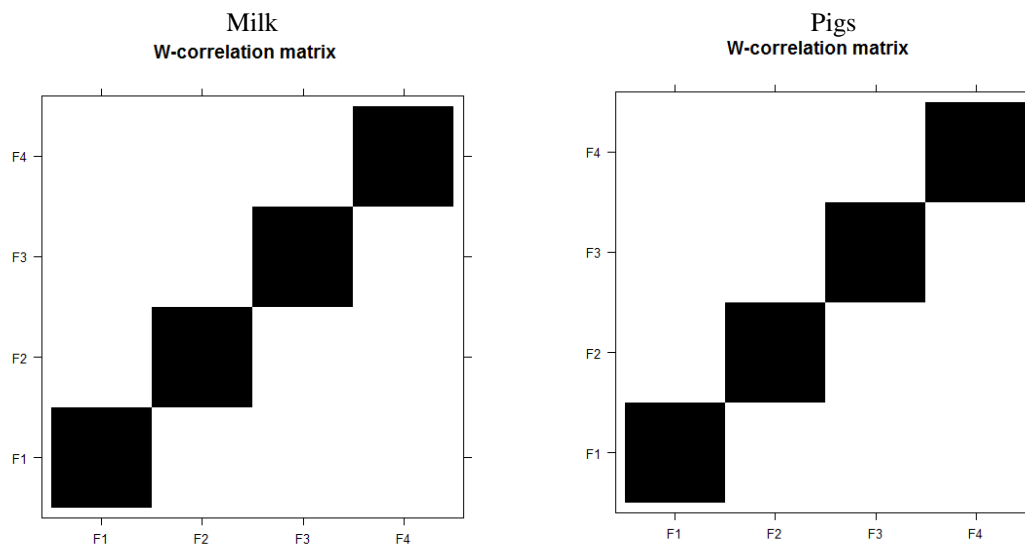 Milk
W-correlation matrix
F4
F3
F2
F1
F1 F2 F3 F4
Pigs
W-correlation matrix
F4
F3
F2
F1
F1 F2 F3 F4